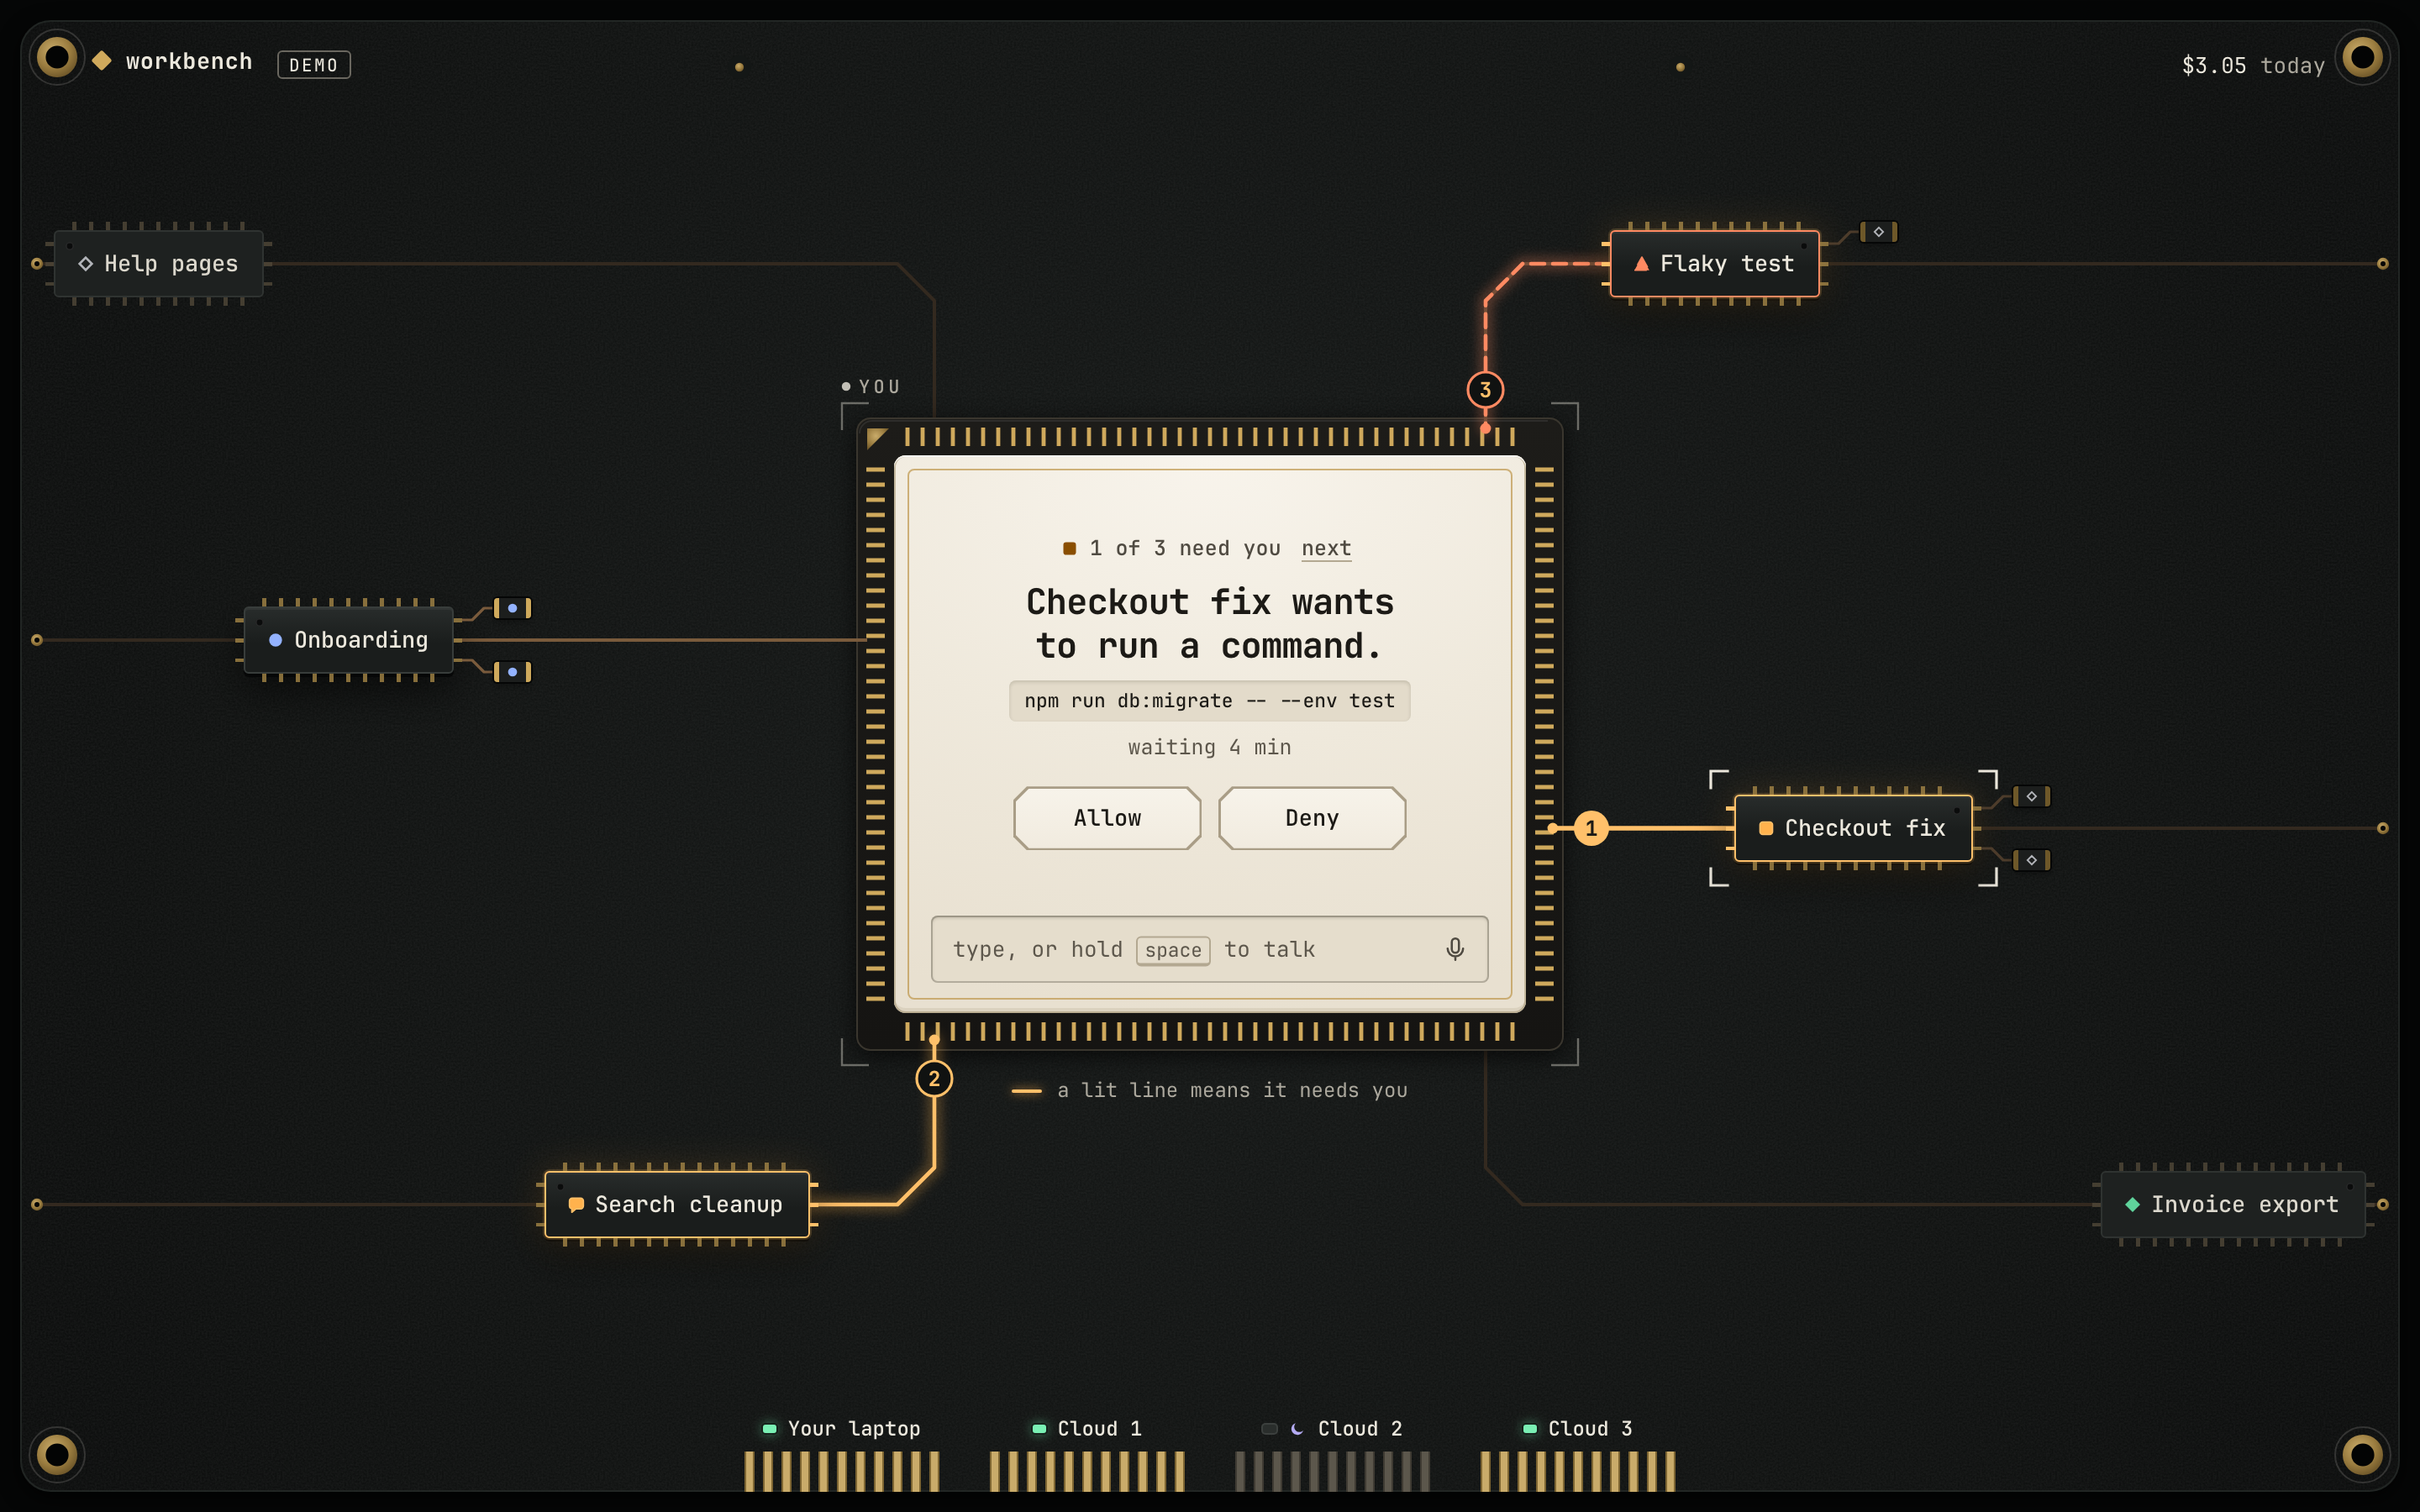 workbench DEMO
$3.05 today
Help pages
Flaky test
YOU
3
1 of 3 need you next
Checkout fix wants
to run a command.
Onboarding
npm run db:migrate -- --env test
waiting 4 min
Allow
Deny
1
Checkout fix
type, or hold space to talk
2
a lit line means it needs you
Search cleanup
Invoice export
Your laptop
Cloud 1
Cloud 2
Cloud 3